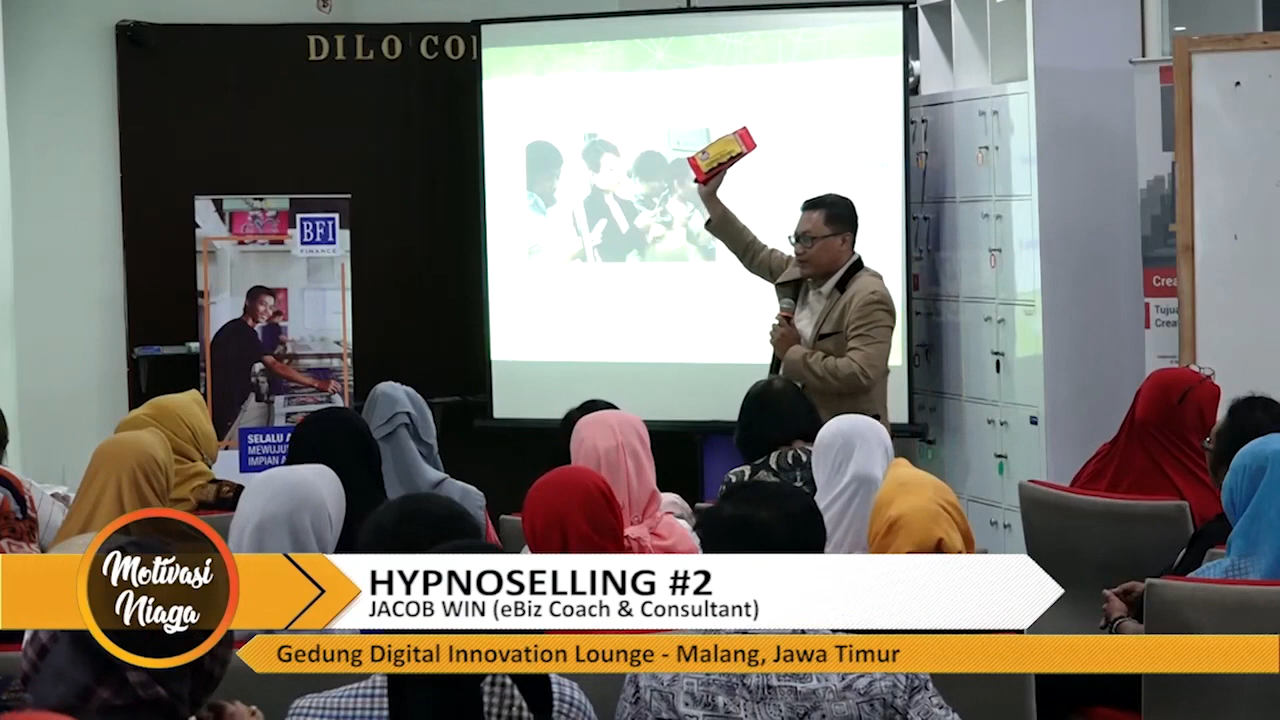 DILO CO
BFI
FINANCE
SELALU A
MEWUJU
IMPIAN A
Crea
Tujua
Crea
Motivasi
Niaga
HYPNOSELLING #2
JACOB WIN (eBiz Coach & Consultant)
Gedung Digital Innovation Lounge - Malang, Jawa Timur